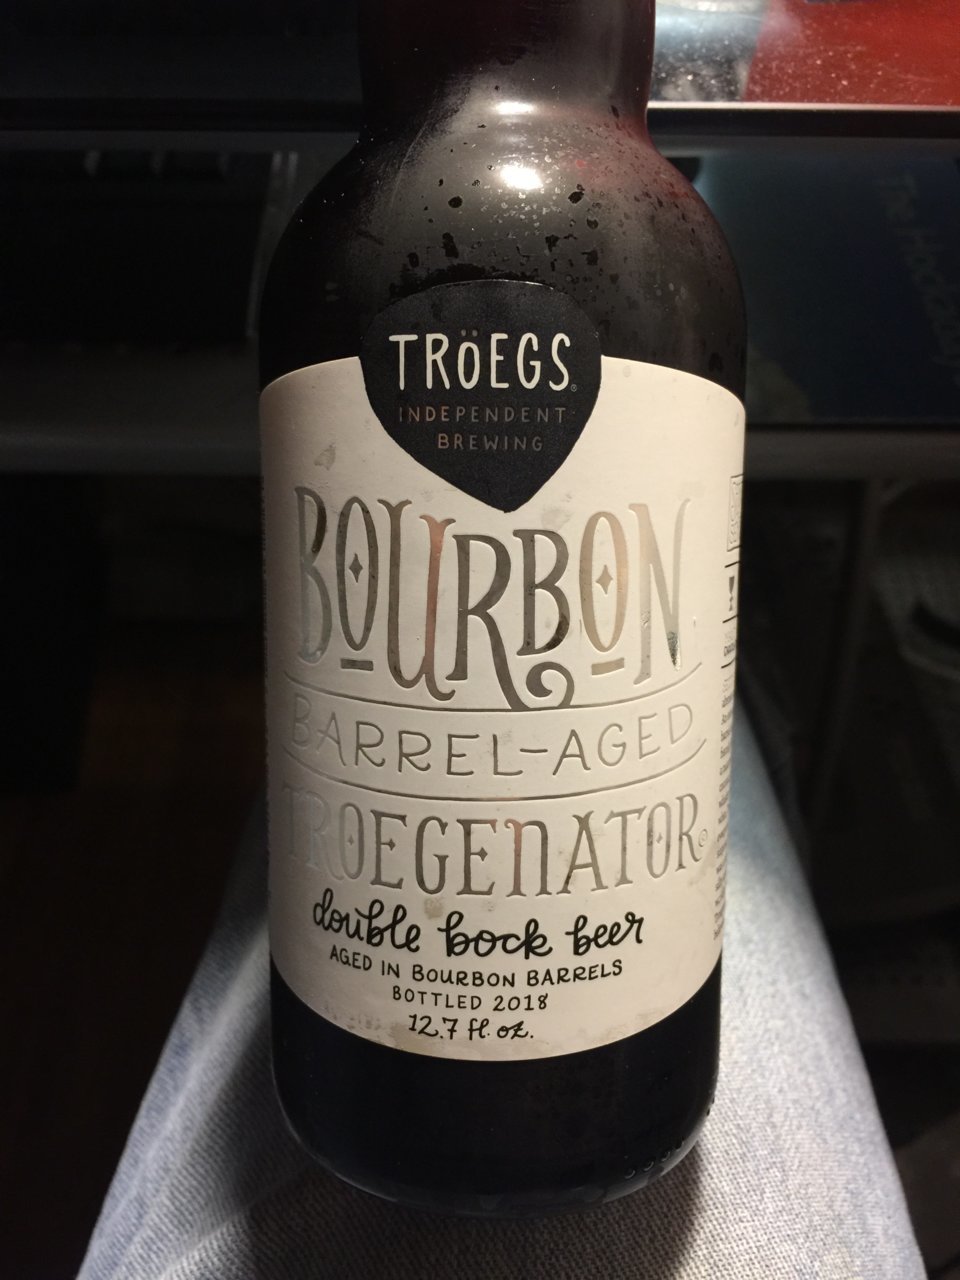 TRöEGS®
INDEPENDENT
BREWING
BOURBON
BARREL-AGED
TROEGENATOR®
double bock beer
AGED IN BOURBON BARRELS
BOTTLED 2018
12.7 fl. oz.